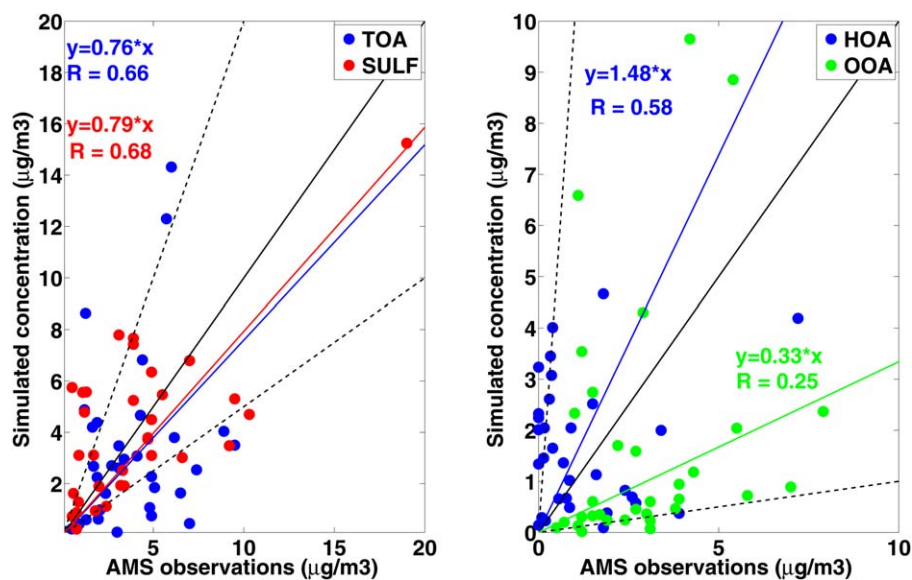 20
18
16
14
12
10
8
6
4
2
5
10
15
20
Simulated concentration (μg/m3)
AMS observations (μg/m3)
y=0.76*x
R = 0.66
y=0.79*x
R = 0.68
TOA
SULF
10
9
8
7
6
5
4
3
2
1
0
0
5
10
Simulated concentration (μg/m3)
AMS observations (μg/m3)
y=1.48*x
R = 0.58
y=0.33*x
R = 0.25
HOA
OOA